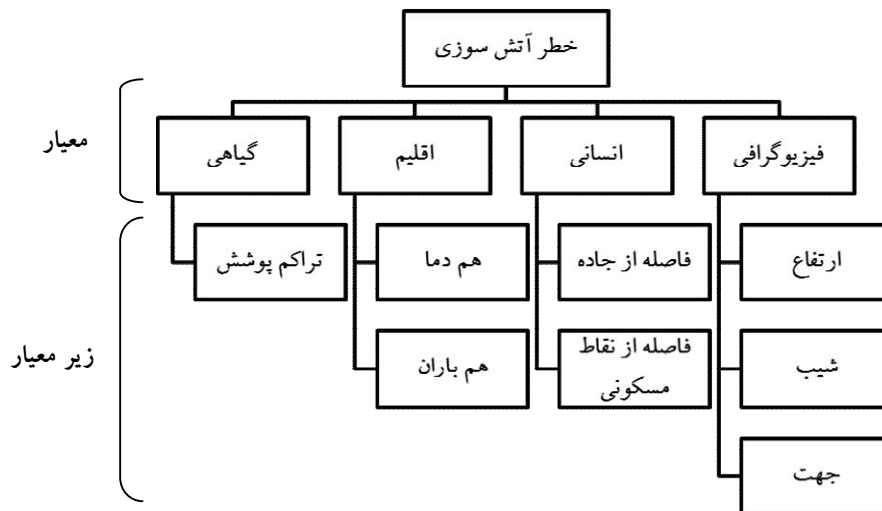 خطر آتش سوزی
معیار
فیزیوگرافی
انسانی
اقلیم
گیاهی
زیر معیار
ارتفاع
فاصله از جاده
هم دما
تراکم پوشش
شیب
فاصله از نقاط
مسکونی
هم باران
جهت